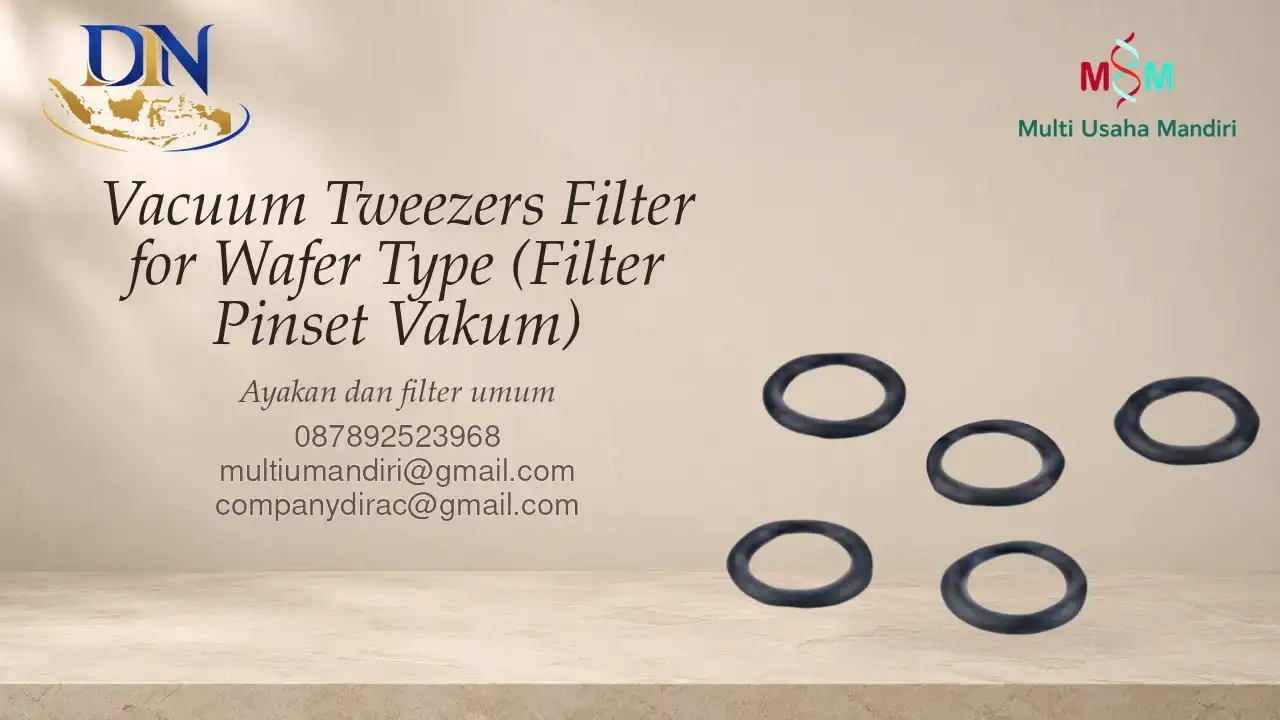 DN
MSM
Multi Usaha Mandiri
Vacuum Tweezers Filter
for Wafer Type (Filter
Pinset Vakum)
Ayakan dan filter umum
087892523968
multiumandiri@gmail.com
companydirac@gmail.com